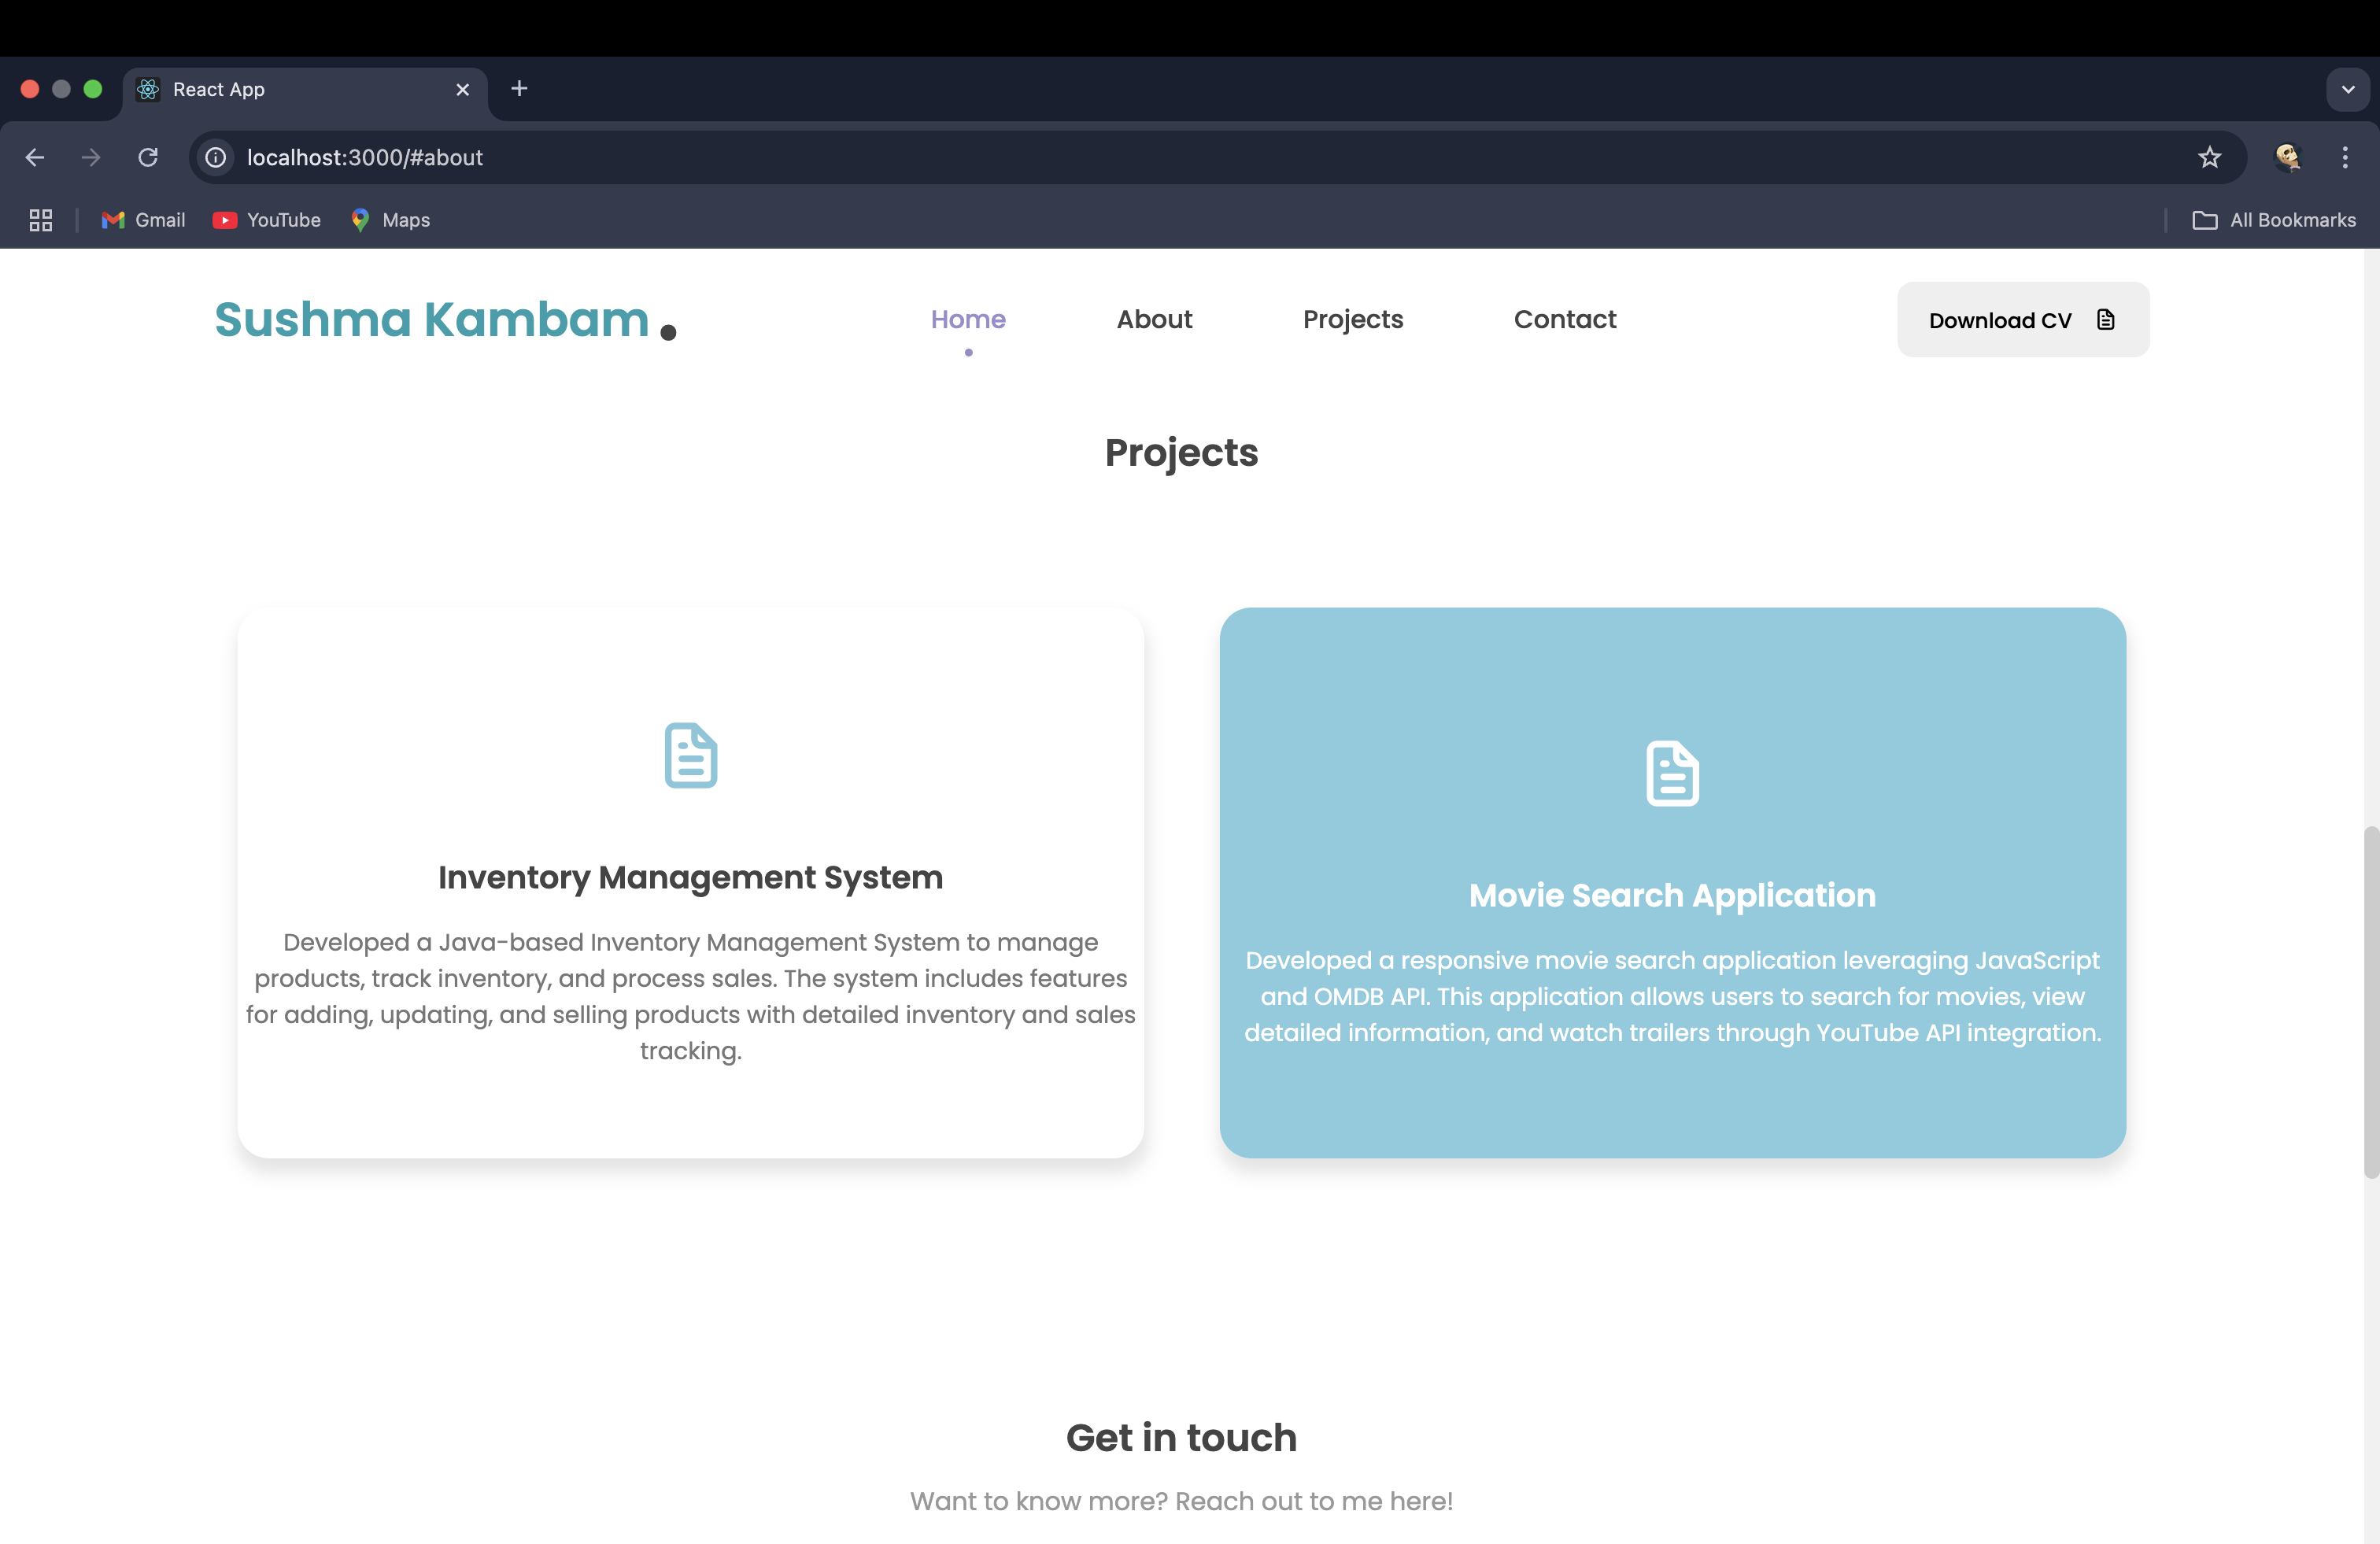 React App
localhost:3000/#about
Gmail YouTube Maps All Bookmarks
Sushma Kambam. Home About Projects Contact Download CV
Projects
Inventory Management System
Developed a Java-based Inventory Management System to manage
products, track inventory, and process sales. The system includes features
for adding, updating, and selling products with detailed inventory and sales
tracking.
Movie Search Application
Developed a responsive movie search application leveraging JavaScript
and OMDB API. This application allows users to search for movies, view
detailed information, and watch trailers through YouTube API integration.
Get in touch
Want to know more? Reach out to me here!